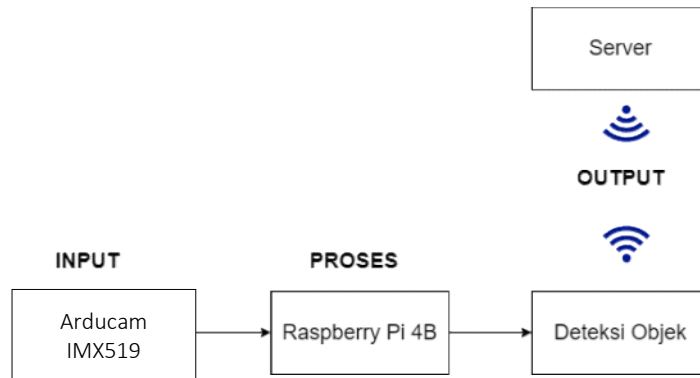 Server
OUTPUT
INPUT
PROSES
Arducam
IMX519
Raspberry Pi 4B
Deteksi Objek